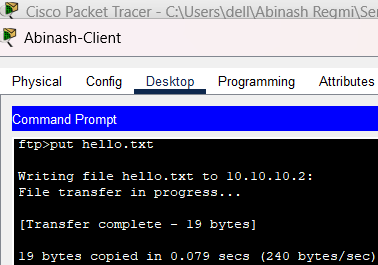 Cisco Packet Tracer - C:\Users\dell\Abinash Regmi\Se
Abinash-Client
Physical Config Desktop Programming Attributes
Command Prompt
ftp>put hello.txt
Writing file hello.txt to 10.10.10.2:
File transfer in progress...
[Transfer complete - 19 bytes]
19 bytes copied in 0.079 secs (240 bytes/sec)